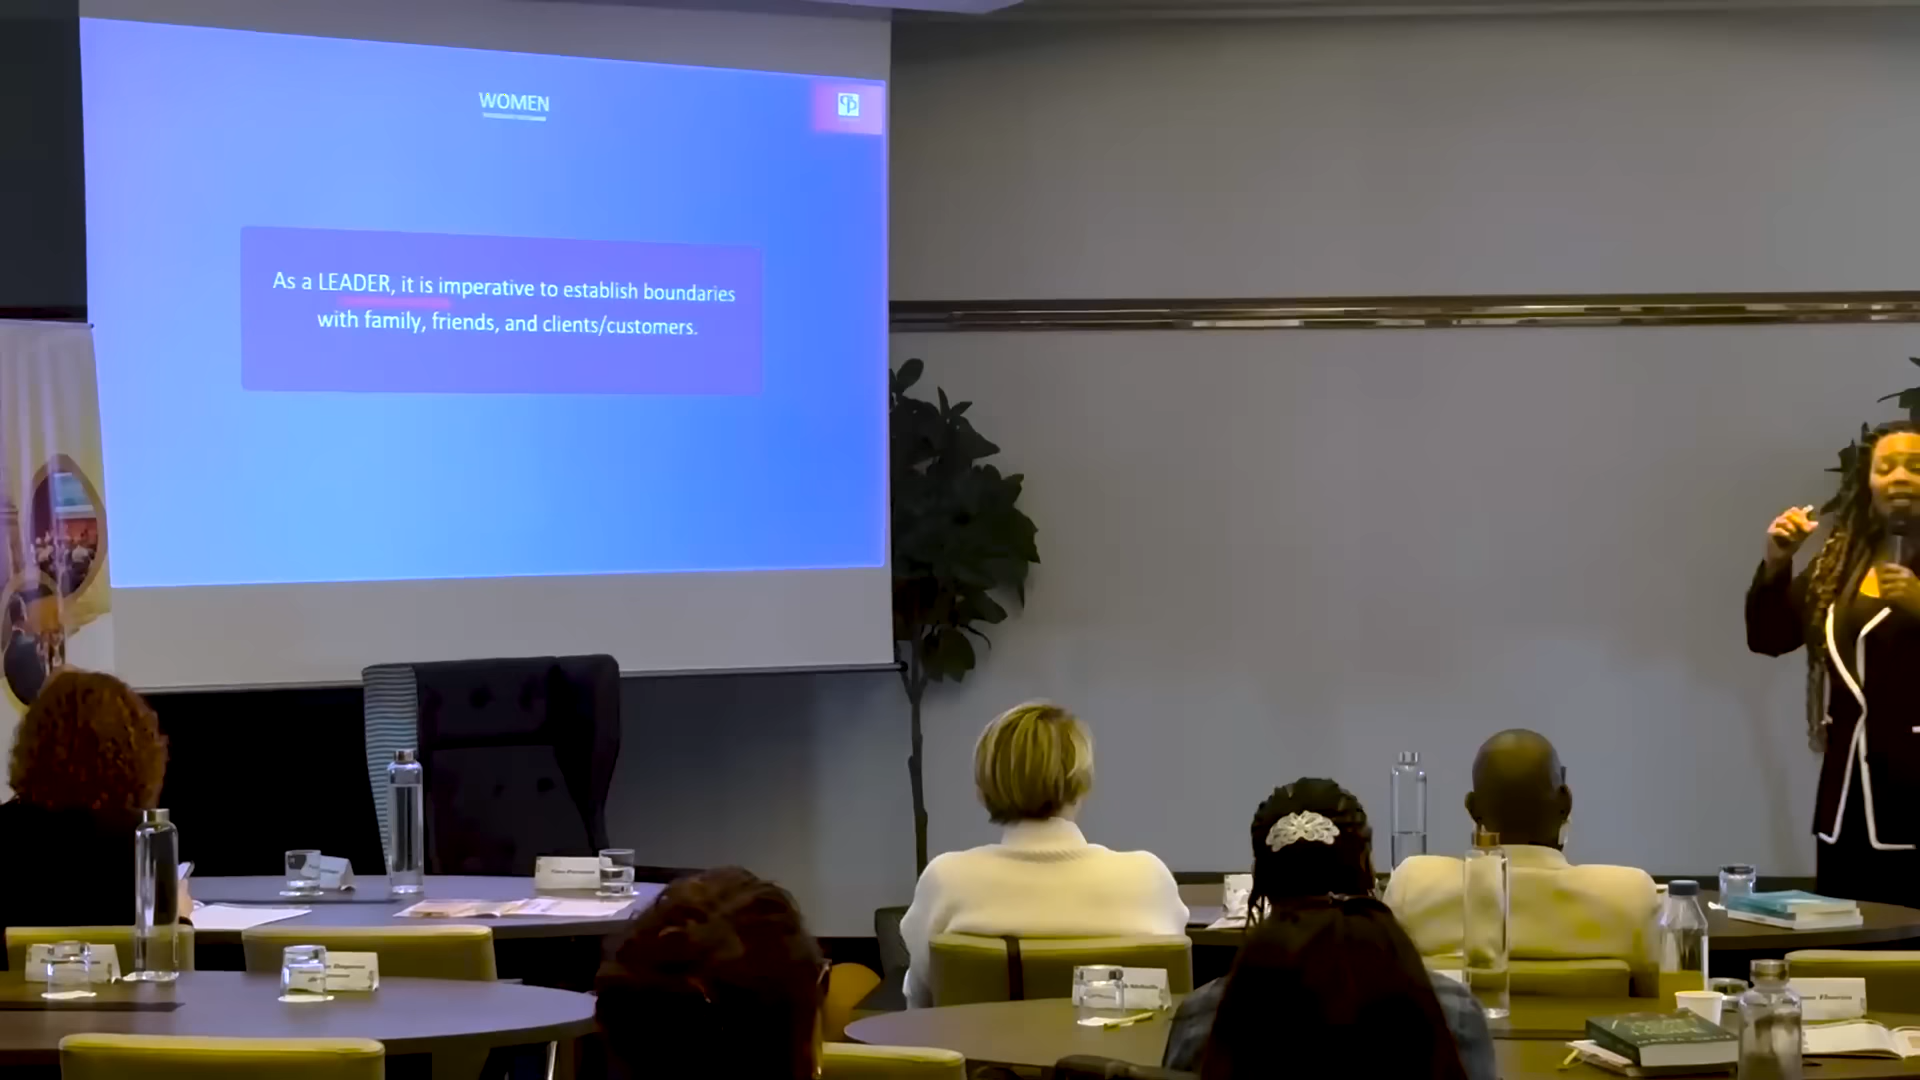 WOMEN
As a LEADER, it is imperative to establish boundaries
with family, friends, and clients/customers.